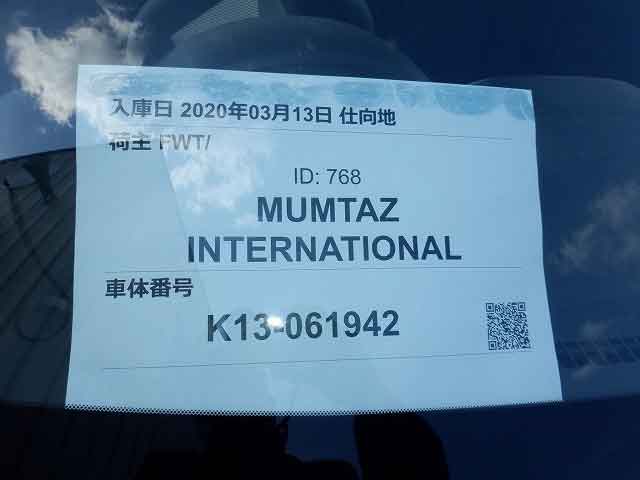 入庫日 2020年03月13日 仕向地
荷主 FWT/
ID: 768
MUMTAZ
INTERNATIONAL
車体番号
K13-061942